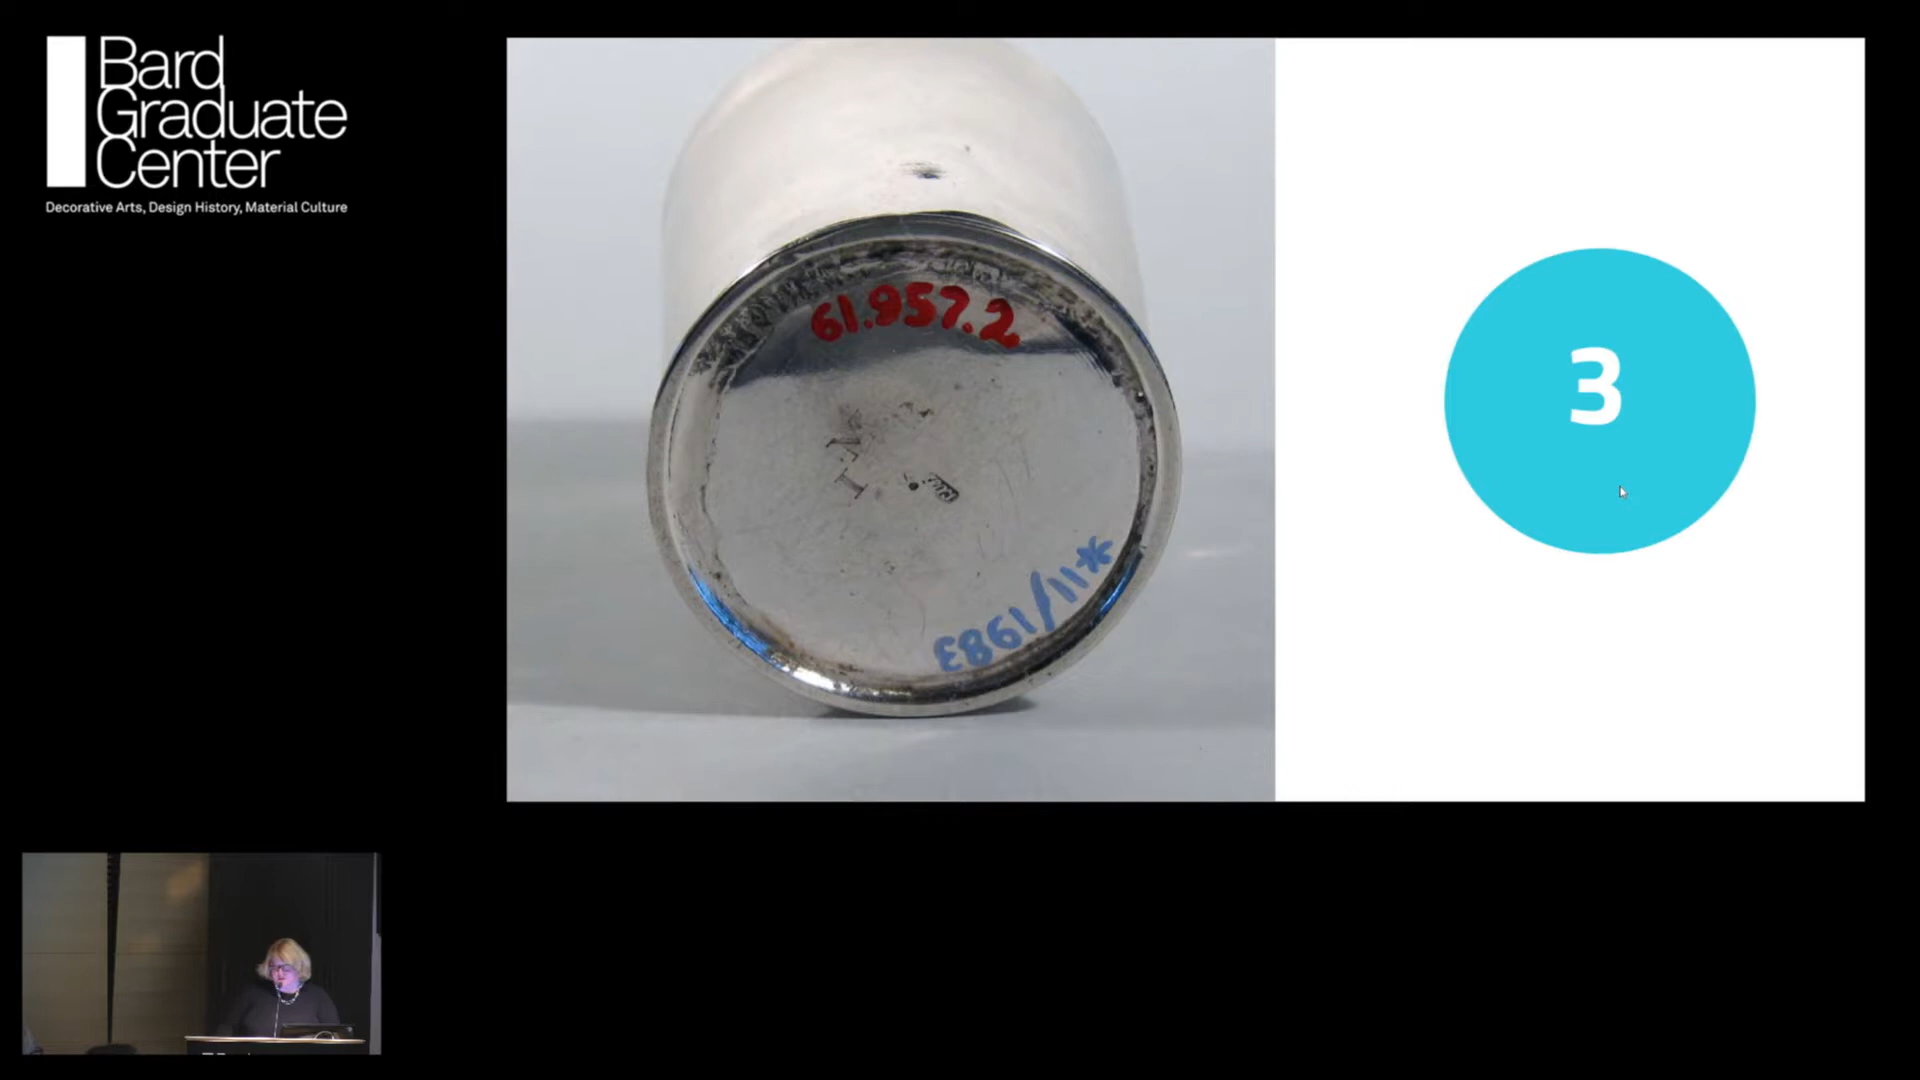 Bard
Graduate
Center
Decorative Arts, Design History, Material Culture
61.957.2
3
I·M
*11/1983